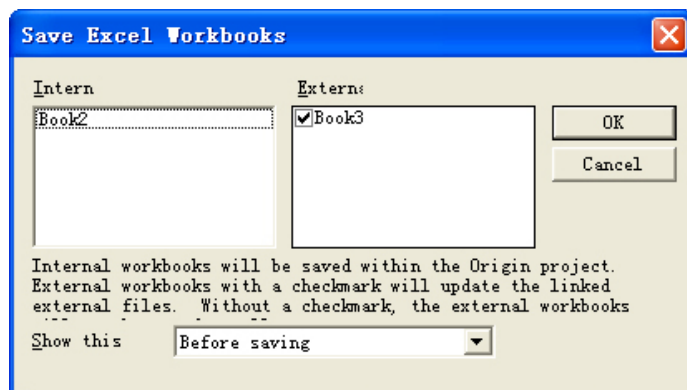 Save Excel Workbooks
Intern
Extern
Book2
Book3
OK
Cancel
Internal workbooks will be saved within the Origin project.
External workbooks with a checkmark will update the linked
external files. Without a checkmark, the external workbooks
Show this
Before saving